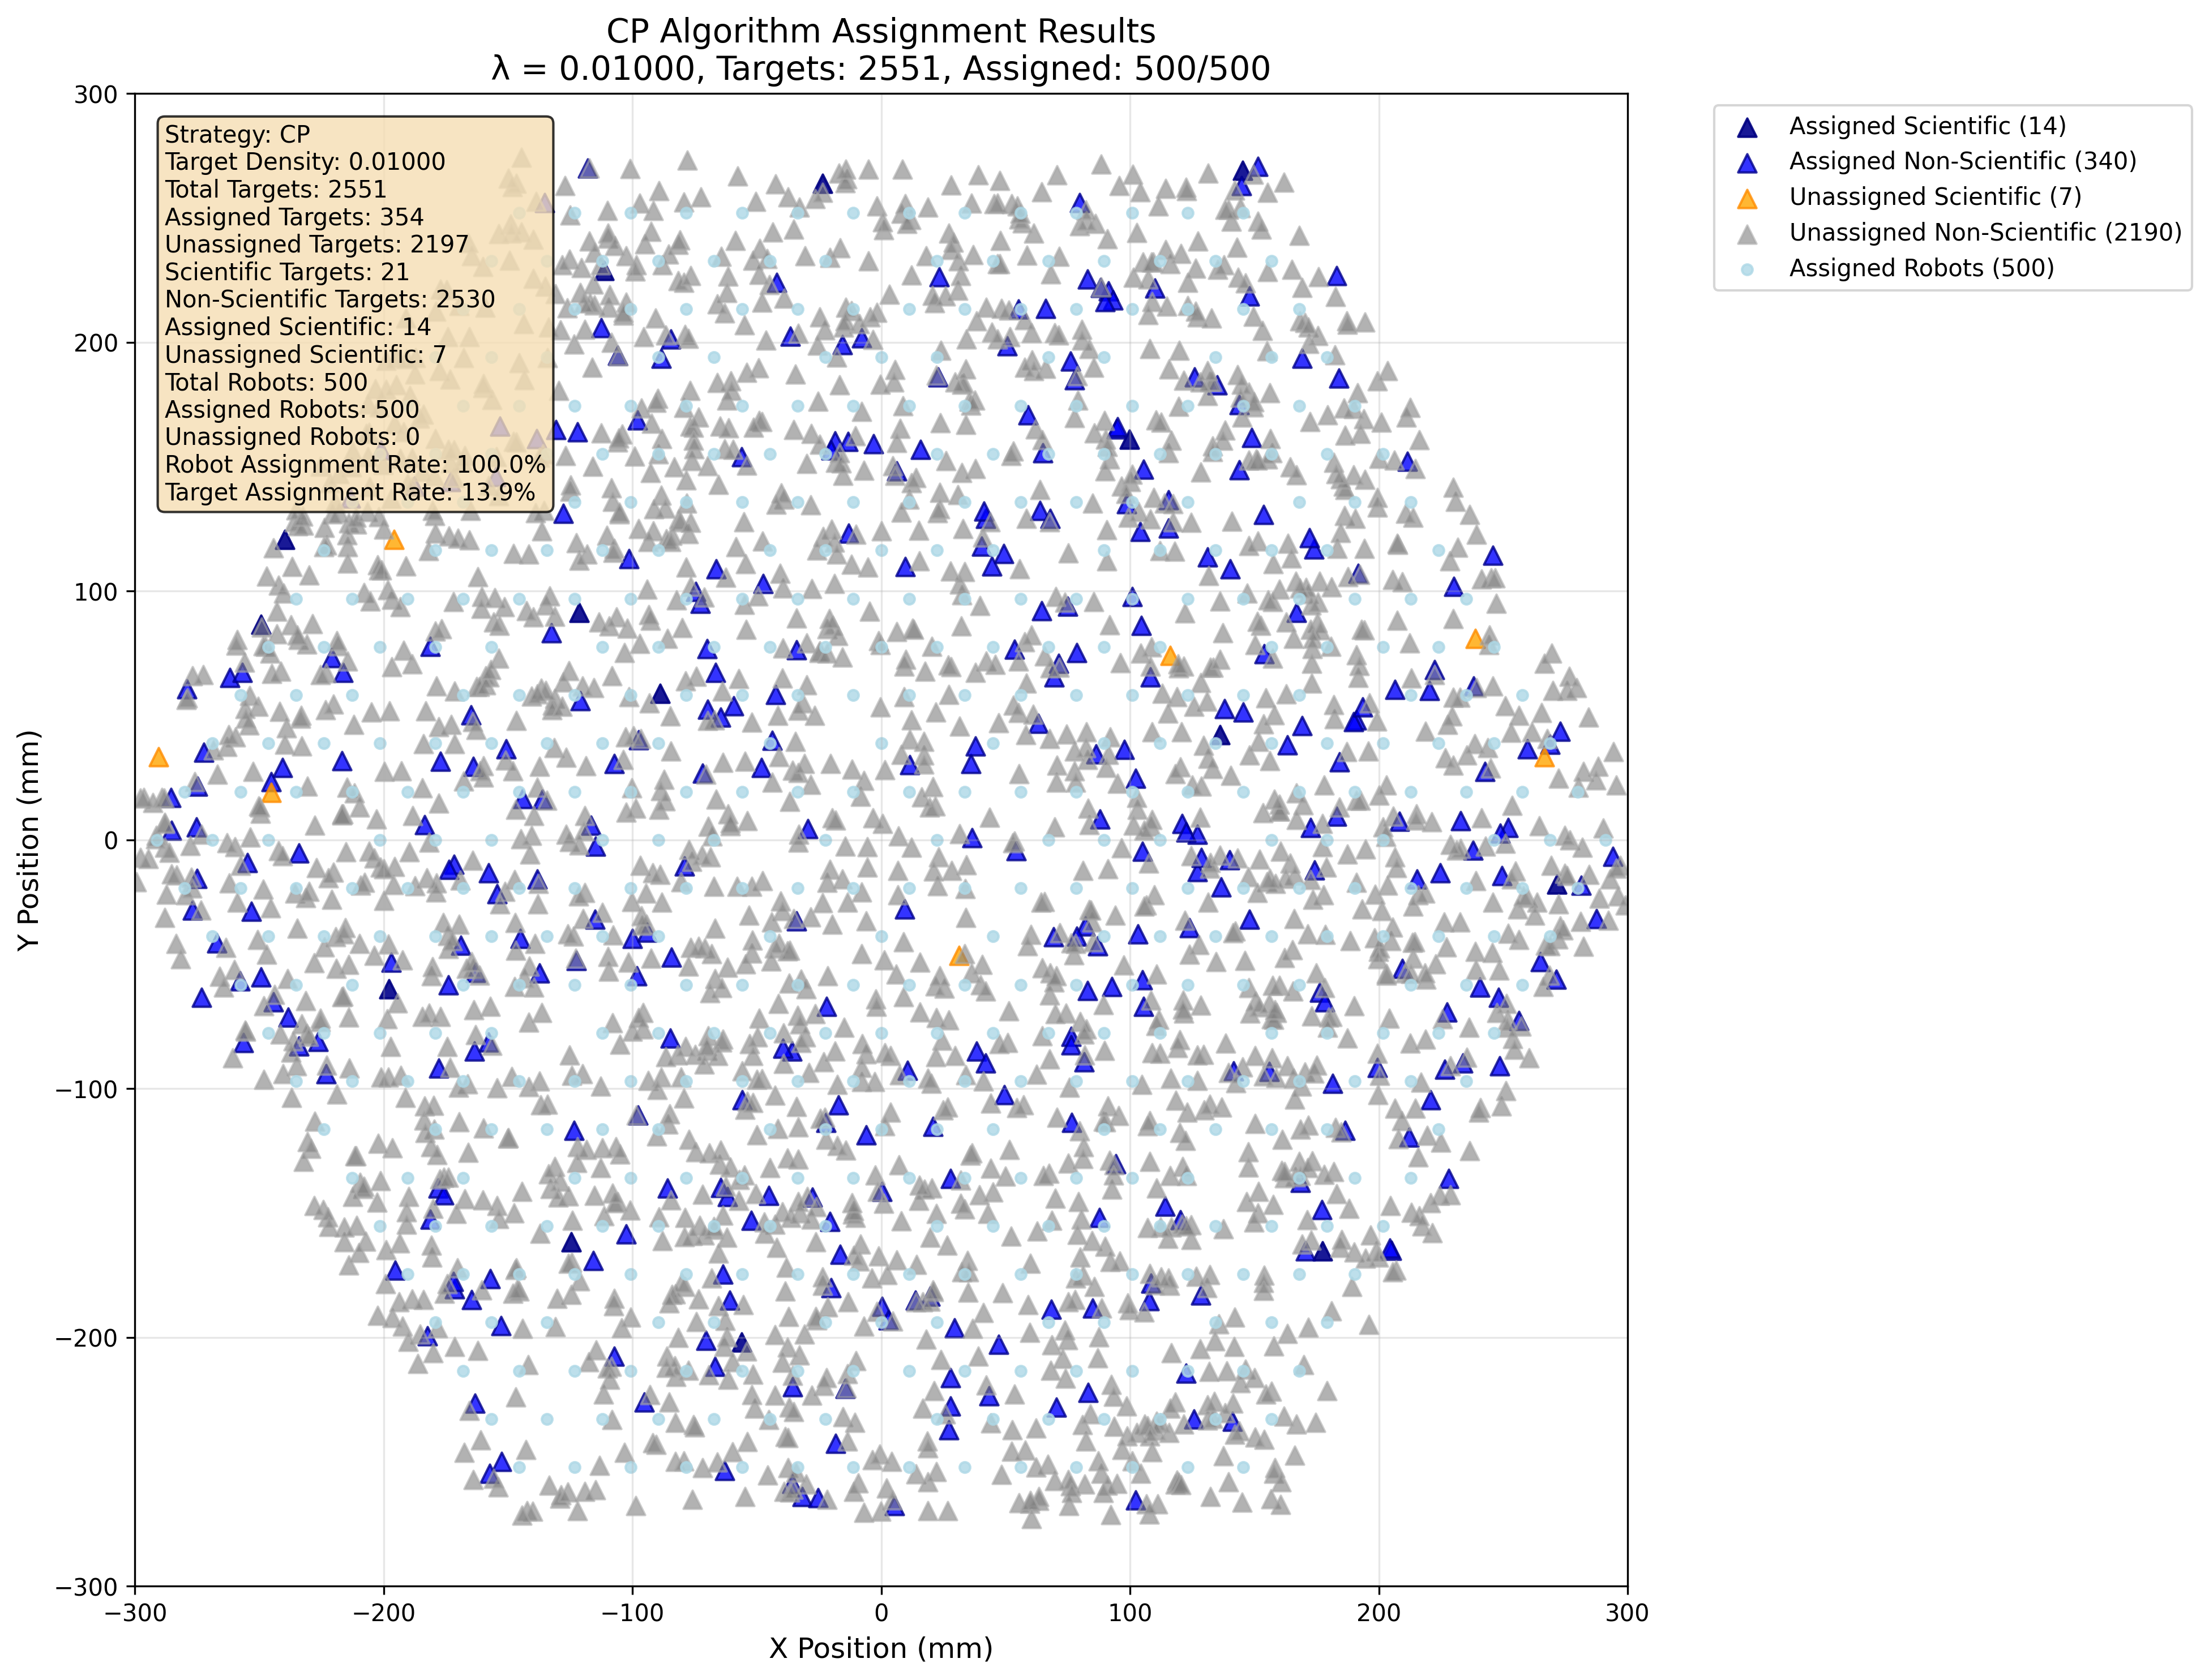 CP Algorithm Assignment Results
λ = 0.01000, Targets: 2551, Assigned: 500/500
Strategy: CP
Target Density: 0.01000
Total Targets: 2551
Assigned Targets: 354
Unassigned Targets: 2197
Scientific Targets: 21
Non-Scientific Targets: 2530
Assigned Scientific: 14
Unassigned Scientific: 7
Total Robots: 500
Assigned Robots: 500
Unassigned Robots: 0
Robot Assignment Rate: 100.0%
Target Assignment Rate: 13.9%
Assigned Scientific (14)
Assigned Non-Scientific (340)
Unassigned Scientific (7)
Unassigned Non-Scientific (2190)
Assigned Robots (500)
Y Position (mm)
300
200
100
0
−100
−200
−300
−300
−200
−100
0
100
200
300
X Position (mm)